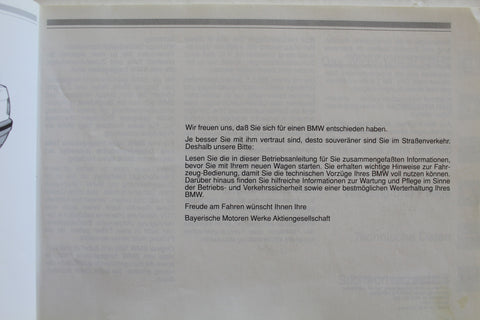 Wir freuen uns, daß Sie sich für einen BMW entschieden haben.
Je besser Sie mit ihm vertraut sind, desto souveräner sind Sie im Straßenverkehr.
Deshalb unsere Bitte:
Lesen Sie die in dieser Betriebsanleitung für Sie zusammengefaßten Informationen,
bevor Sie mit Ihrem neuen Wagen starten. Sie erhalten wichtige Hinweise zur Fahr-
zeug-Bedienung, damit Sie die technischen Vorzüge Ihres BMW voll nutzen können.
Darüber hinaus finden Sie hilfreiche Informationen zur Wartung und Pflege im Sinne
der Betriebs- und Verkehrssicherheit sowie einer bestmöglichen Werterhaltung Ihres
BMW.
Freude am Fahren wünscht Ihnen Ihre
Bayerische Motoren Werke Aktiengesellschaft